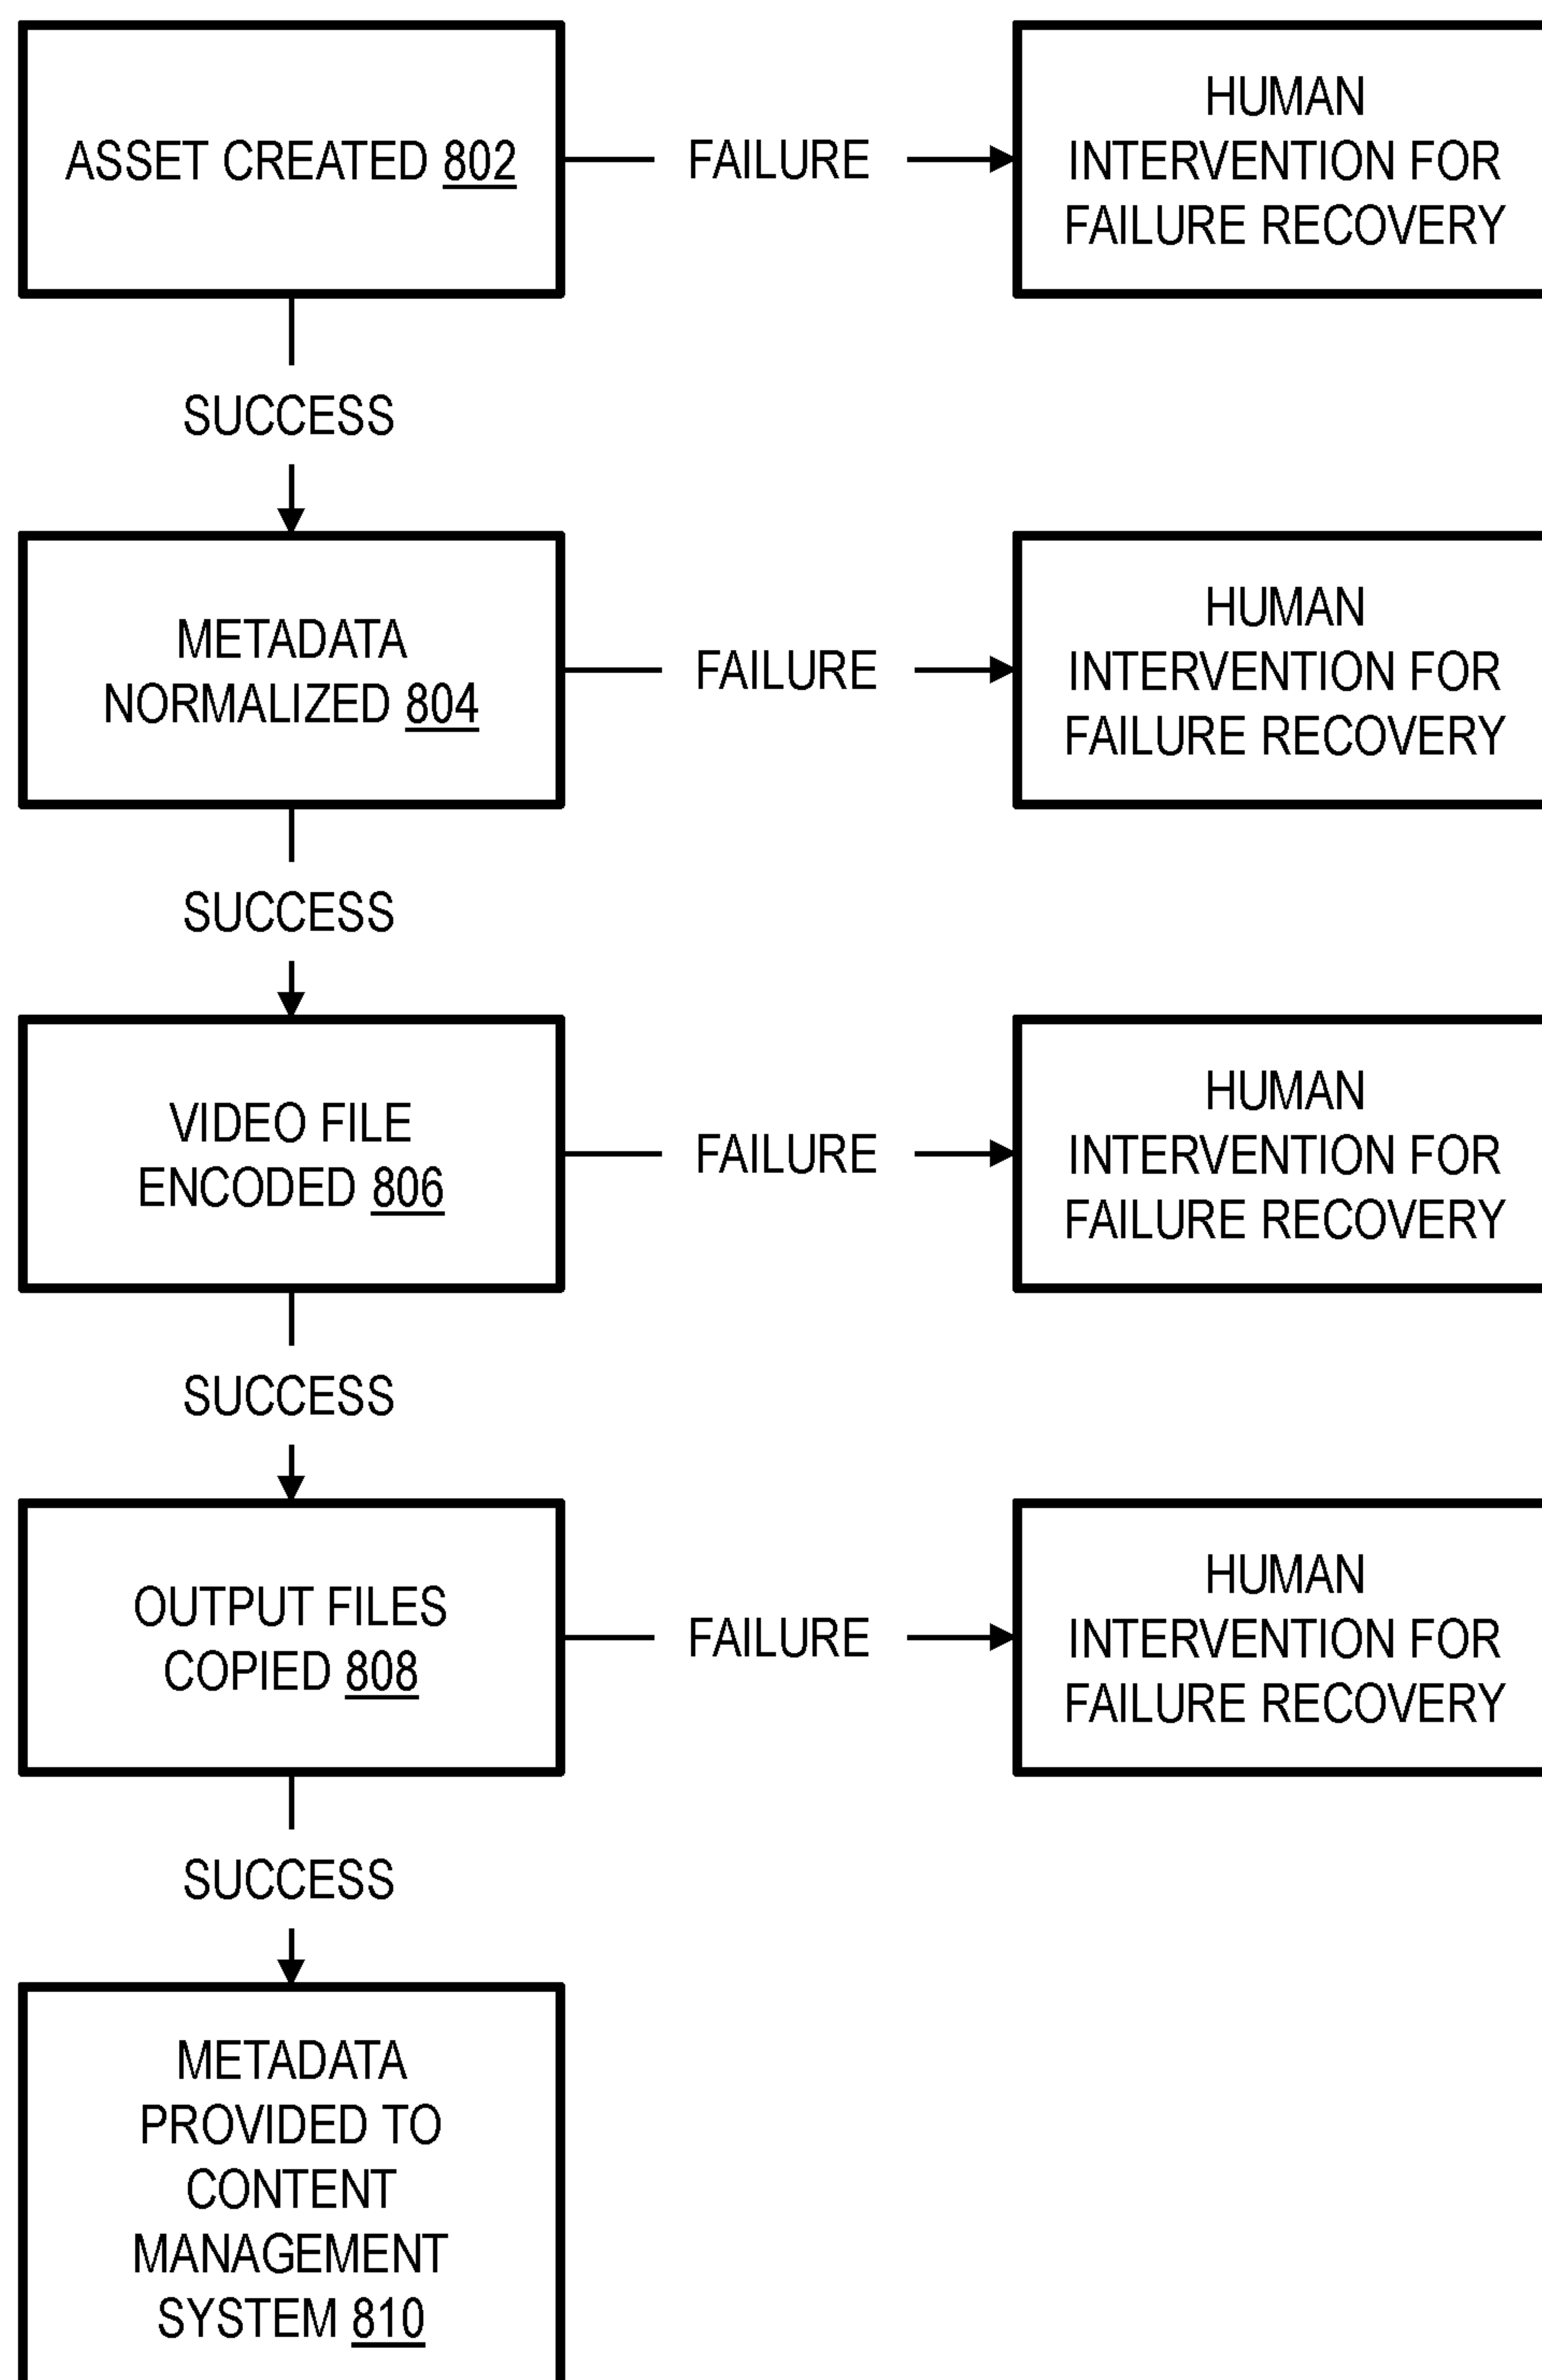 ASSET CREATED 802
FAILURE
HUMAN
INTERVENTION FOR
FAILURE RECOVERY
SUCCESS
METADATA
NORMALIZED 804
FAILURE
HUMAN
INTERVENTION FOR
FAILURE RECOVERY
SUCCESS
VIDEO FILE
ENCODED 806
FAILURE
HUMAN
INTERVENTION FOR
FAILURE RECOVERY
SUCCESS
OUTPUT FILES
COPIED 808
FAILURE
HUMAN
INTERVENTION FOR
FAILURE RECOVERY
SUCCESS
METADATA
PROVIDED TO
CONTENT
MANAGEMENT
SYSTEM 810